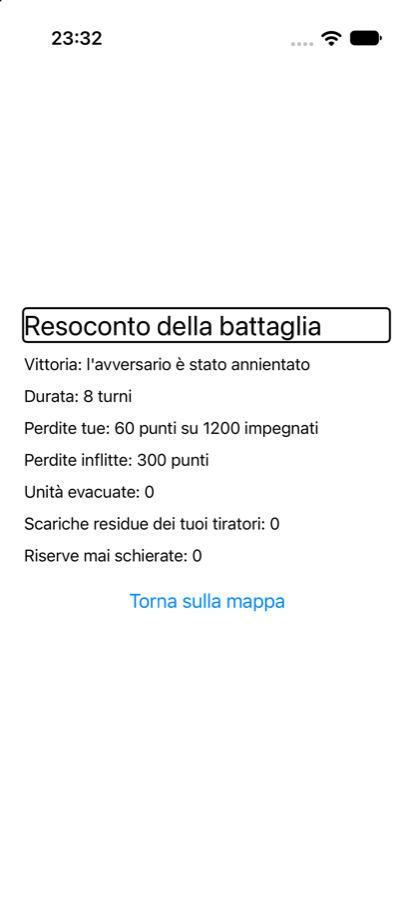 23:32
Resoconto della battaglia
Vittoria: l'avversario è stato annientato
Durata: 8 turni
Perdite tue: 60 punti su 1200 impegnati
Perdite inflitte: 300 punti
Unità evacuate: 0
Scariche residue dei tuoi tiratori: 0
Riserve mai schierate: 0
Torna sulla mappa